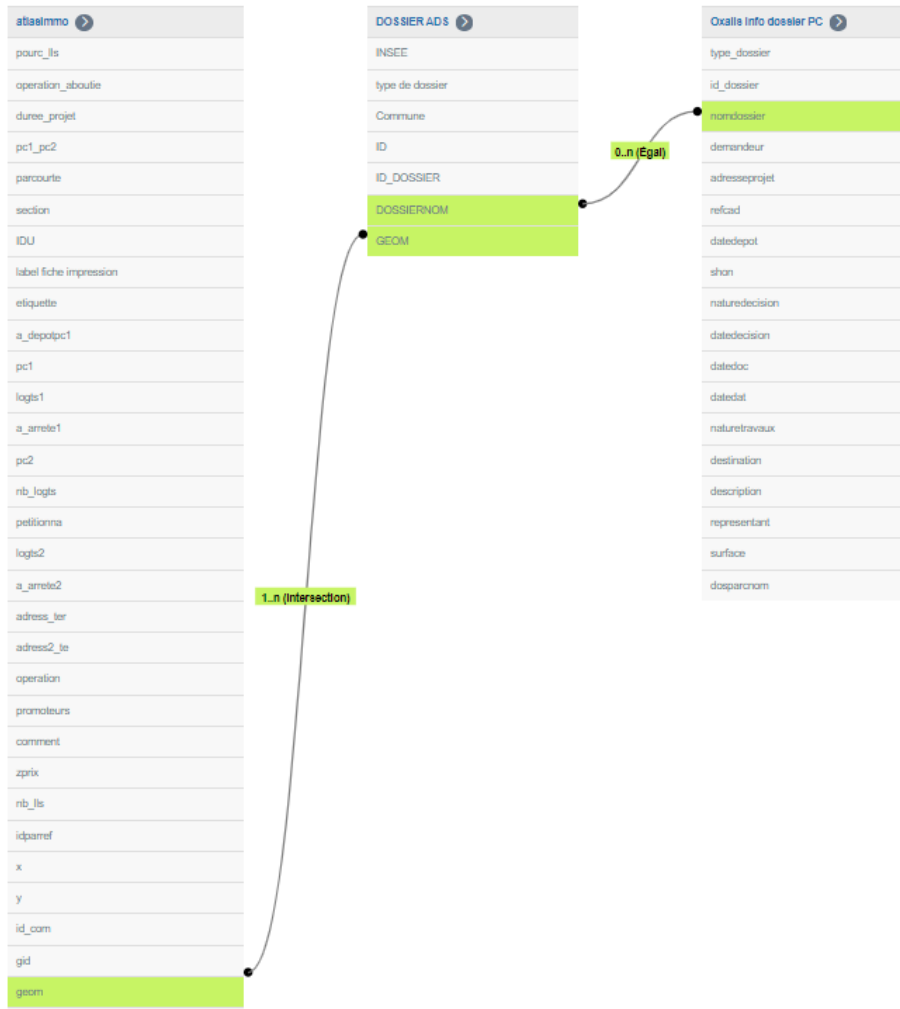 atlasimmo
pourc_lls
operation_aboutie
duree_projet
pc1_pc2
parcourte
section
IDU
label fiche impression
etiquette
a_depotpc1
pc1
logts1
a_arrete1
pc2
nb_logts
petitionna
logts2
a_arrete2
adress_ter
adress2_te
operation
promoteurs
comment
zprix
nb_lls
idparref
x
y
id_com
gid
geom
1..n (Intersection)
DOSSIER ADS
INSEE
type de dossier
Commune
ID
ID_DOSSIER
DOSSIERNOM
GEOM
0..n (Égal)
Oxalis info dossier PC
type_dossier
id_dossier
nomdossier
demandeur
adresseprojet
refcad
datedepot
shon
naturedecision
datedecision
datedoc
datedat
naturetravaux
destination
description
representant
surface
dosparcnom